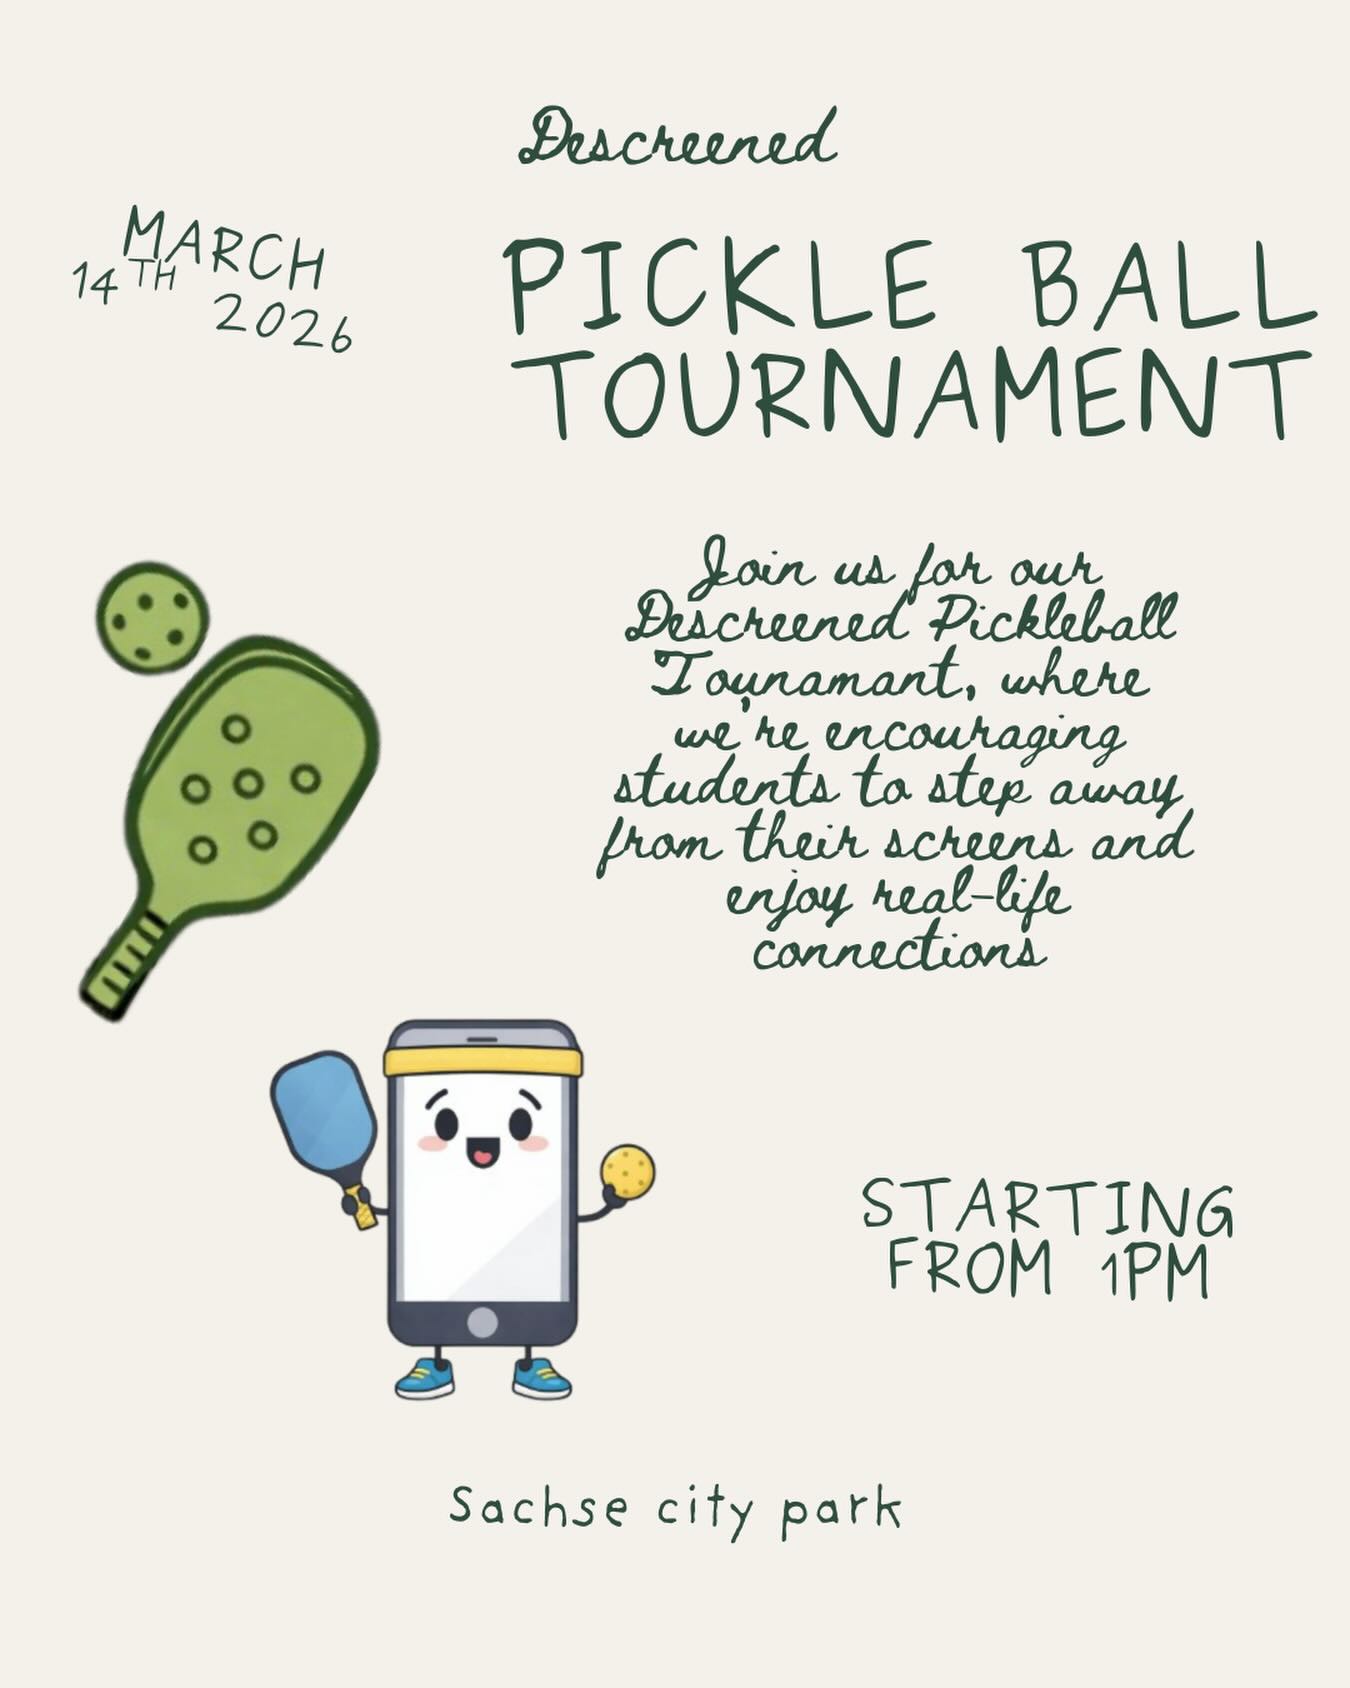 Descreened
MARCH
14TH
2026
PICKLE BALL
TOURNAMENT
Join us for our
Descreened Pickleball
Tounamant, where
we're encouraging
students to step away
from their screens and
enjoy real-life
connections
STARTING
FROM 1PM
Sachse city park